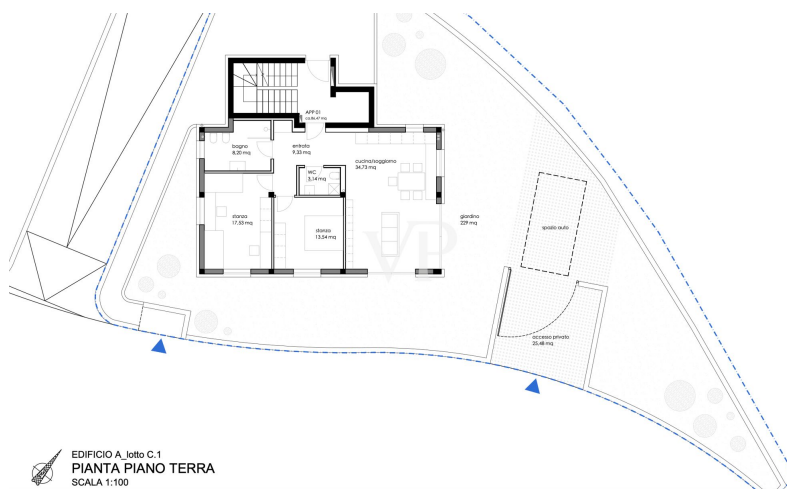 APP 01
bagno
8,20 mq
entrata
9,33 mq
cucina/soggiorno
34,73 mq
WC
3,14 mq
stanza
17,53 mq
stanza
13,54 mq
giardino
229 mq
spazio auto
VP
accesso privato
25,48 mq
EDIFICIO A_lotto C.1
PIANTA PIANO TERRA
SCALA 1:100